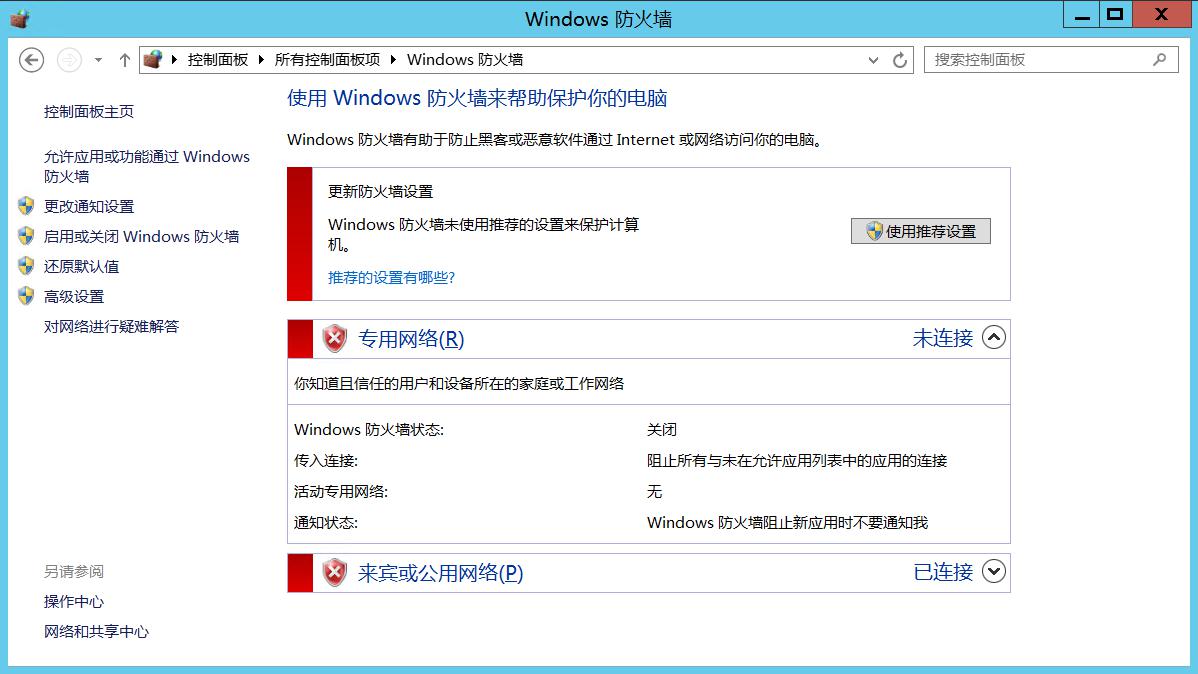 Windows 防火墙
控制面板 所有控制面板项 Windows 防火墙
搜索控制面板
控制面板主页
允许应用或功能通过 Windows
防火墙
更改通知设置
启用或关闭 Windows 防火墙
还原默认值
高级设置
对网络进行疑难解答
另请参阅
操作中心
网络和共享中心
使用 Windows 防火墙来帮助保护你的电脑
Windows 防火墙有助于防止黑客或恶意软件通过 Internet 或网络访问你的电脑。
更新防火墙设置
Windows 防火墙未使用推荐的设置来保护计算
机。
使用推荐设置
推荐的设置有哪些?
专用网络(R) 未连接
你知道且信任的用户和设备所在的家庭或工作网络
Windows 防火墙状态: 关闭
传入连接: 阻止所有与未在允许应用列表中的应用的连接
活动专用网络: 无
通知状态: Windows 防火墙阻止新应用时不要通知我
来宾或公用网络(P) 已连接